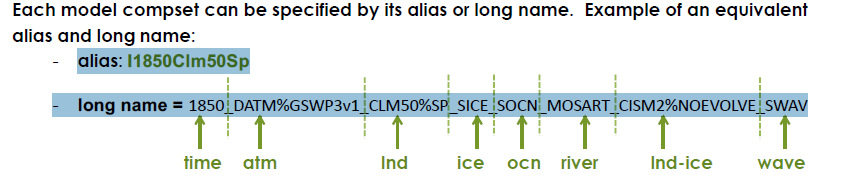 Each model compset can be specified by its alias or long name.  Example of an equivalent
alias and long name:
- alias: I1850Clm50Sp
- long name = 1850_DATM%GSWP3v1_CLM50%SP_SICE_SOCN_MOSART_CISM2%NOEVOLVE_SWAV
time atm lnd ice ocn river lnd-ice wave